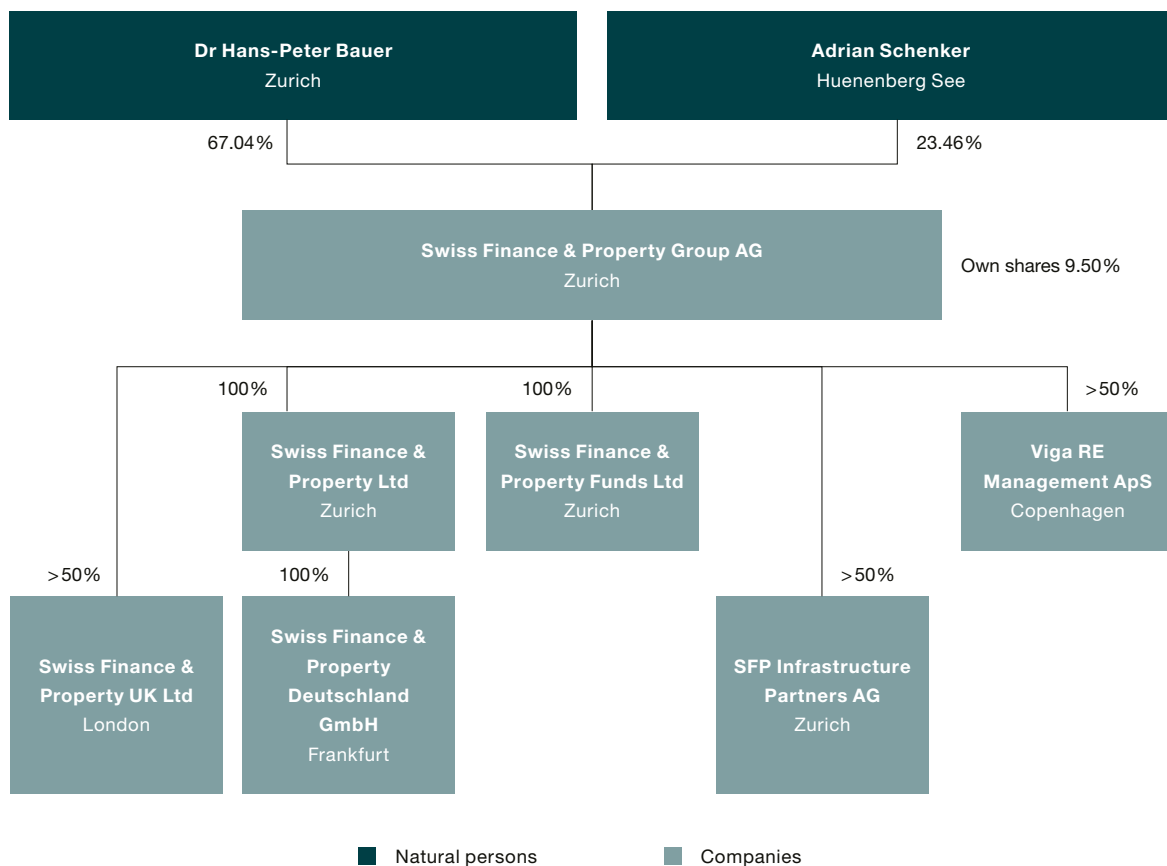 Dr Hans-Peter Bauer
Zurich
Adrian Schenker
Huenenberg See
67.04%
23.46%
Swiss Finance & Property Group AG
Zurich
Own shares 9.50%
100%
100%
>50%
Swiss Finance &
Property Ltd
Zurich
Swiss Finance &
Property Funds Ltd
Zurich
Viga RE
Management ApS
Copenhagen
>50%
100%
>50%
Swiss Finance &
Property UK Ltd
London
Swiss Finance &
Property
Deutschland
GmbH
Frankfurt
SFP Infrastructure
Partners AG
Zurich
Natural persons
Companies